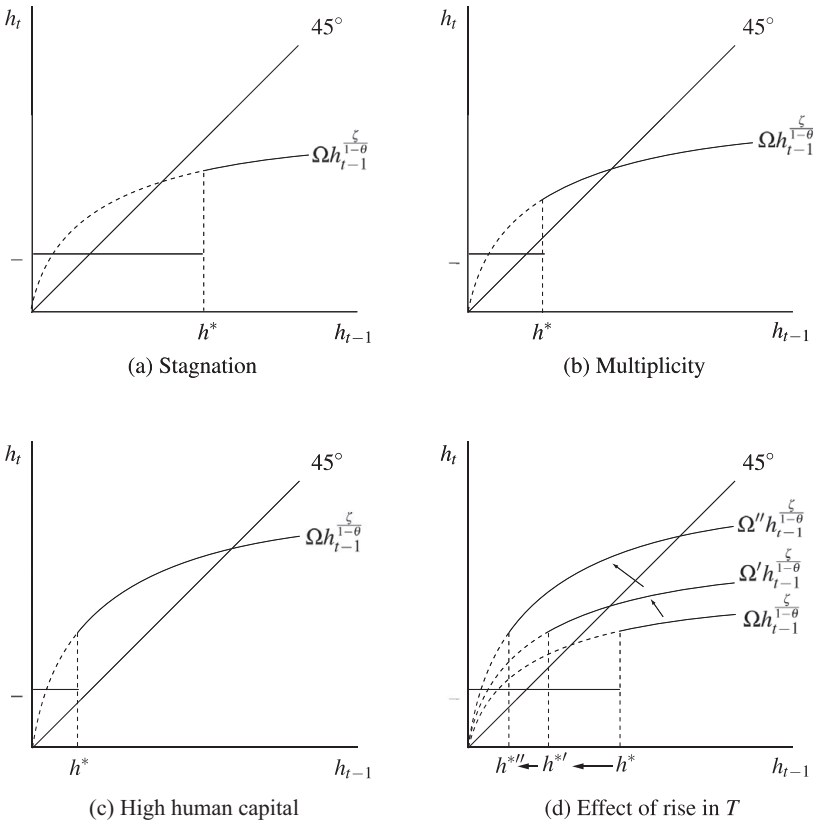 h_t
45°
Ωh_{t−1}^{ζ/(1−θ)}
–
h*
h_{t−1}
(a) Stagnation
h_t
45°
Ωh_{t−1}^{ζ/(1−θ)}
–
h*
h_{t−1}
(b) Multiplicity
h_t
45°
Ωh_{t−1}^{ζ/(1−θ)}
–
h*
h_{t−1}
(c) High human capital
h_t
45°
Ω″h_{t−1}^{ζ/(1−θ)}
Ω′h_{t−1}^{ζ/(1−θ)}
Ωh_{t−1}^{ζ/(1−θ)}
–
h*″ ← h*′ ← h*
h_{t−1}
(d) Effect of rise in T